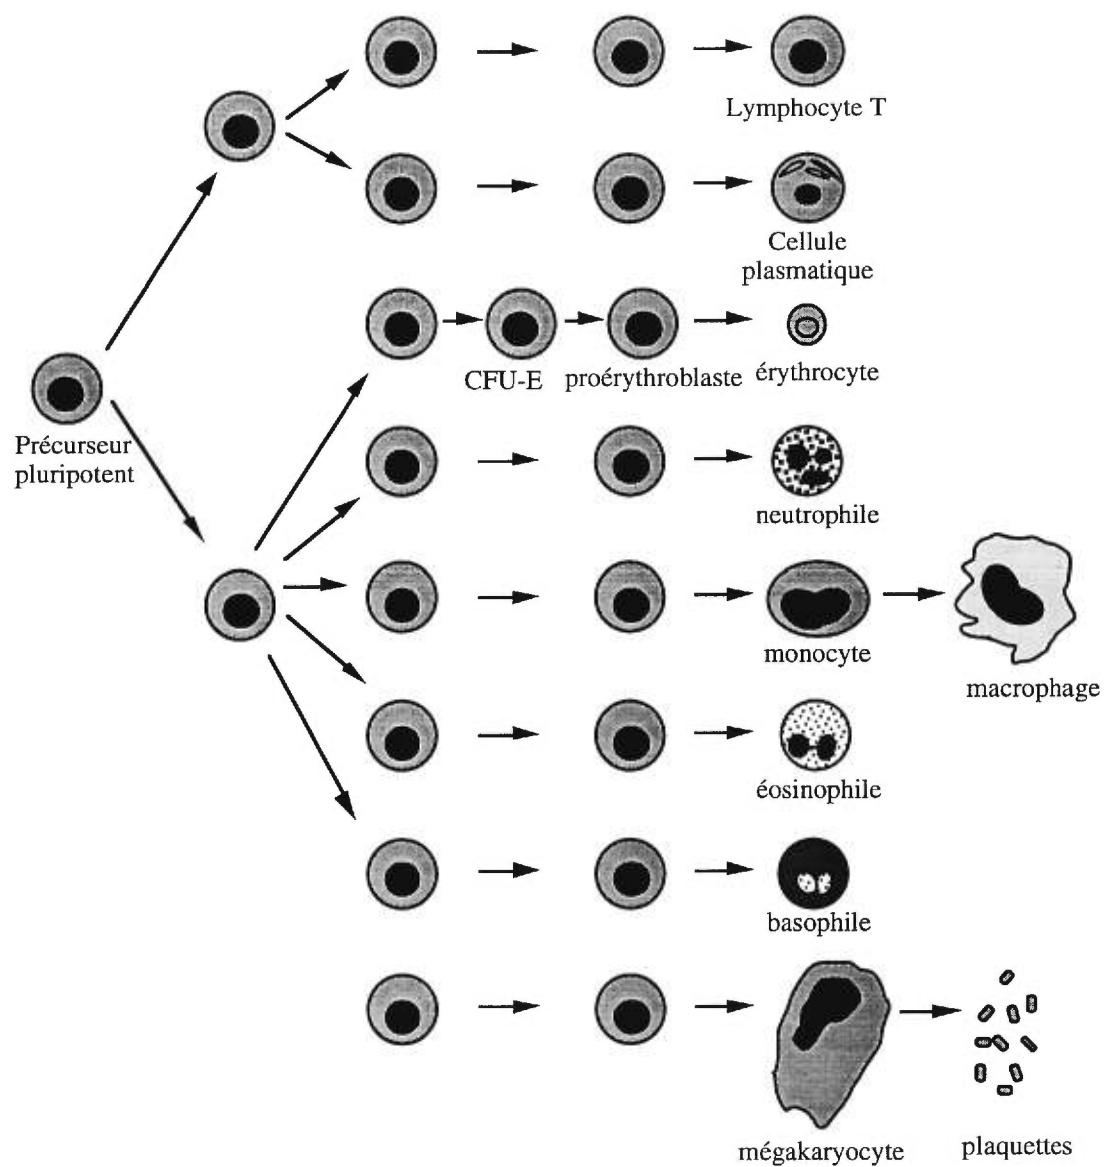 Lymphocyte T
Cellule
plasmatique
CFU-E
proérythroblaste
érythrocyte
Précurseur
pluripotent
neutrophile
monocyte
macrophage
éosinophile
basophile
mégakaryocyte
plaquettes